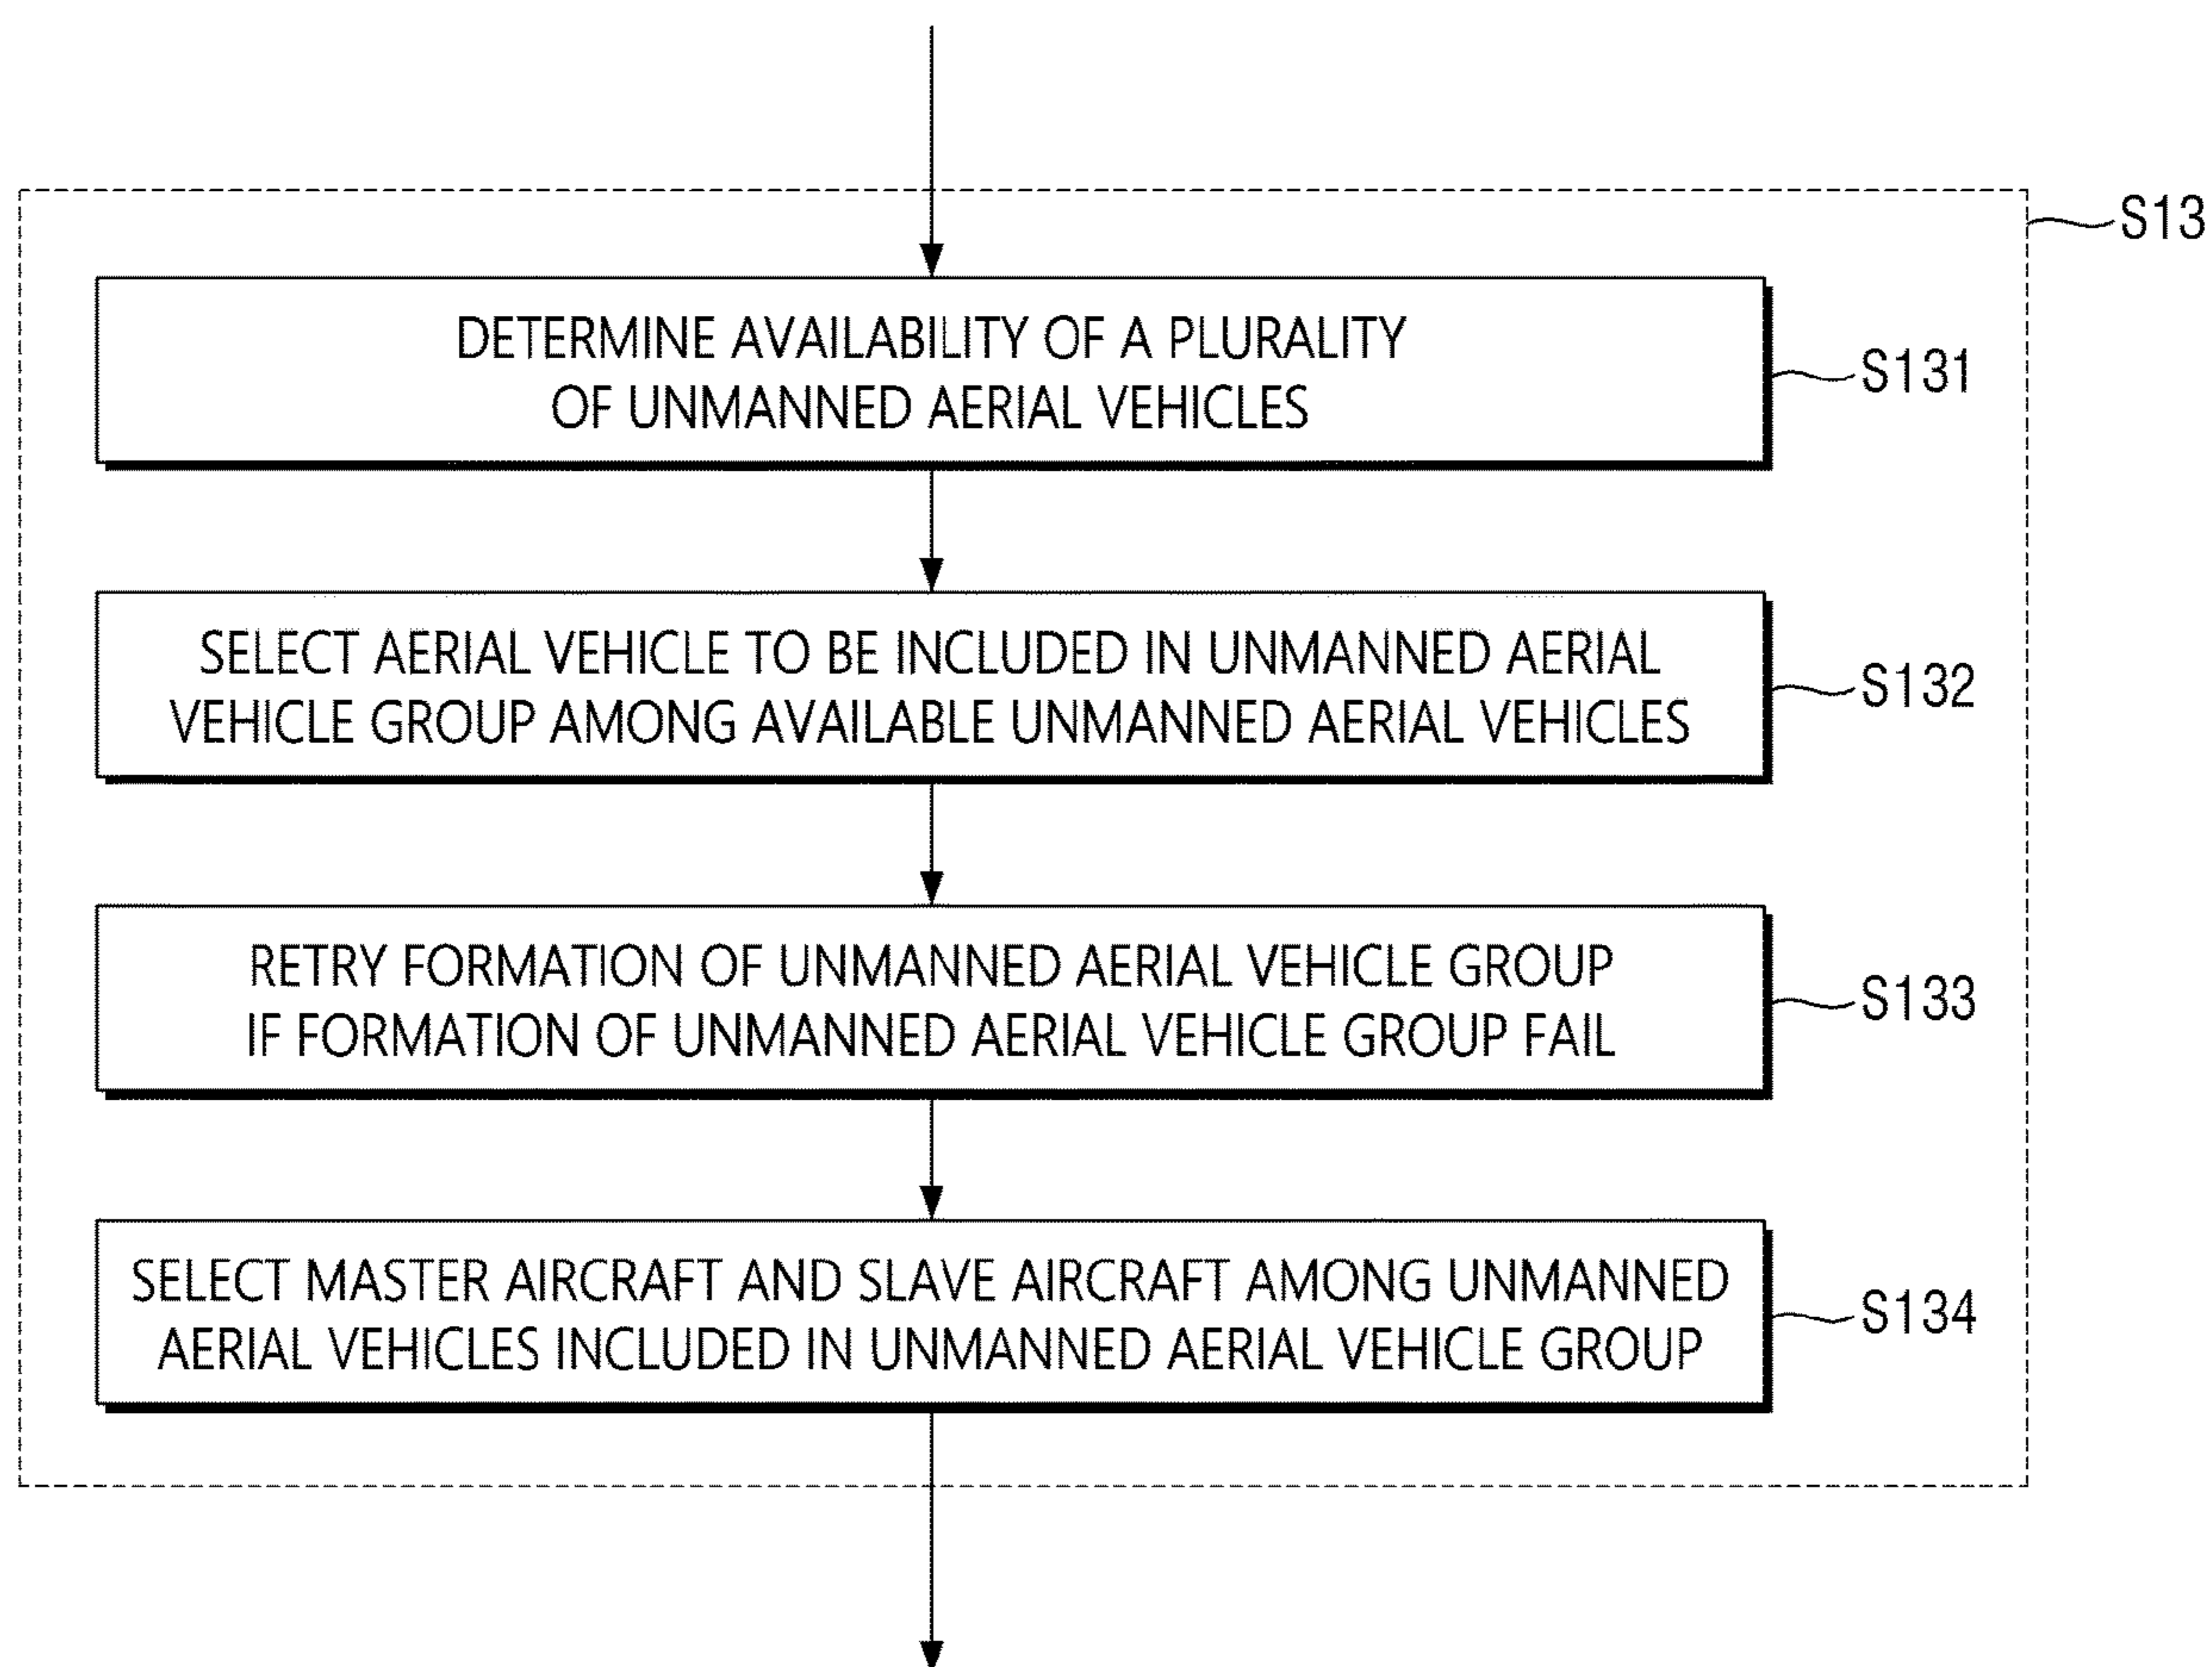 S13
DETERMINE AVAILABILITY OF A PLURALITY
OF UNMANNED AERIAL VEHICLES
S131
SELECT AERIAL VEHICLE TO BE INCLUDED IN UNMANNED AERIAL
VEHICLE GROUP AMONG AVAILABLE UNMANNED AERIAL VEHICLES
S132
RETRY FORMATION OF UNMANNED AERIAL VEHICLE GROUP
IF FORMATION OF UNMANNED AERIAL VEHICLE GROUP FAIL
S133
SELECT MASTER AIRCRAFT AND SLAVE AIRCRAFT AMONG UNMANNED
AERIAL VEHICLES INCLUDED IN UNMANNED AERIAL VEHICLE GROUP
S134